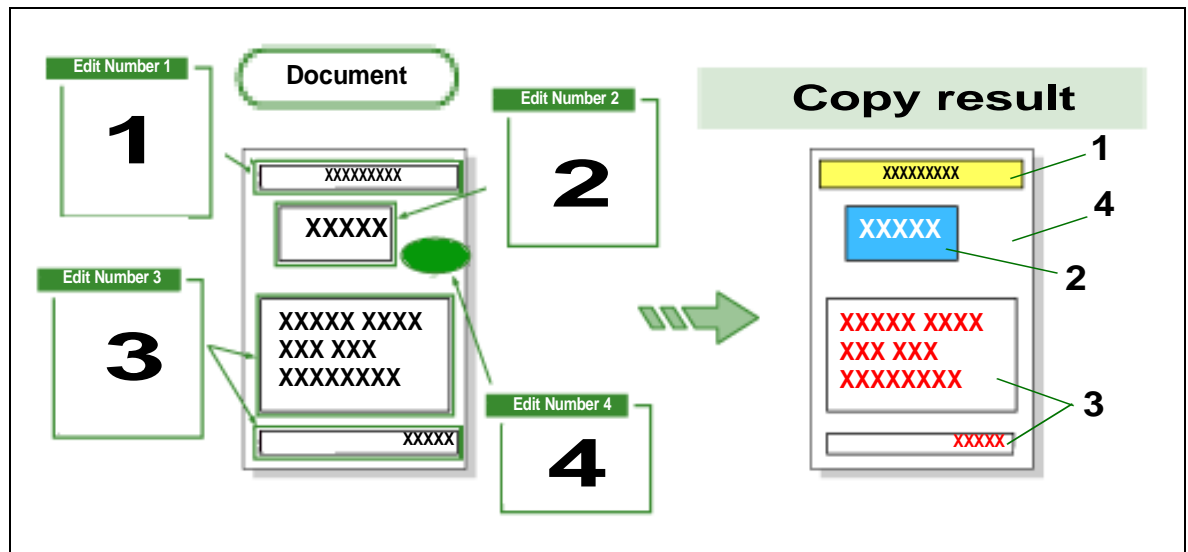 Edit Number 1
1
Document
Edit Number 2
2
Copy result
XXXXXXXXX
XXXXX
Edit Number 3
3
XXXXX XXXX
XXX XXX
XXXXXXXX
XXXXX
Edit Number 4
4
XXXXXXXXX
1
XXXXX
4
2
XXXXX XXXX
XXX XXX
XXXXXXXX
3
XXXXX